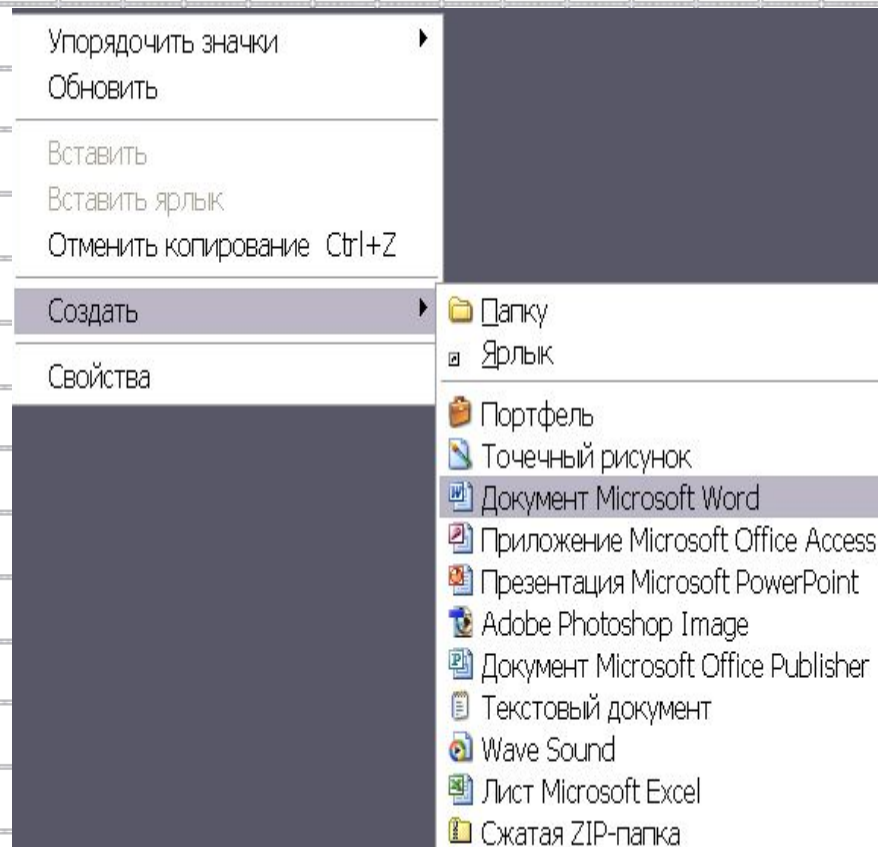 Упорядочить значки
Обновить
Вставить
Вставить ярлык
Отменить копирование Ctrl+Z
Создать
Свойства
Папку
Ярлык
Портфель
Точечный рисунок
Документ Microsoft Word
Приложение Microsoft Office Access
Презентация Microsoft PowerPoint
Adobe Photoshop Image
Документ Microsoft Office Publisher
Текстовый документ
Wave Sound
Лист Microsoft Excel
Сжатая ZIP-папка